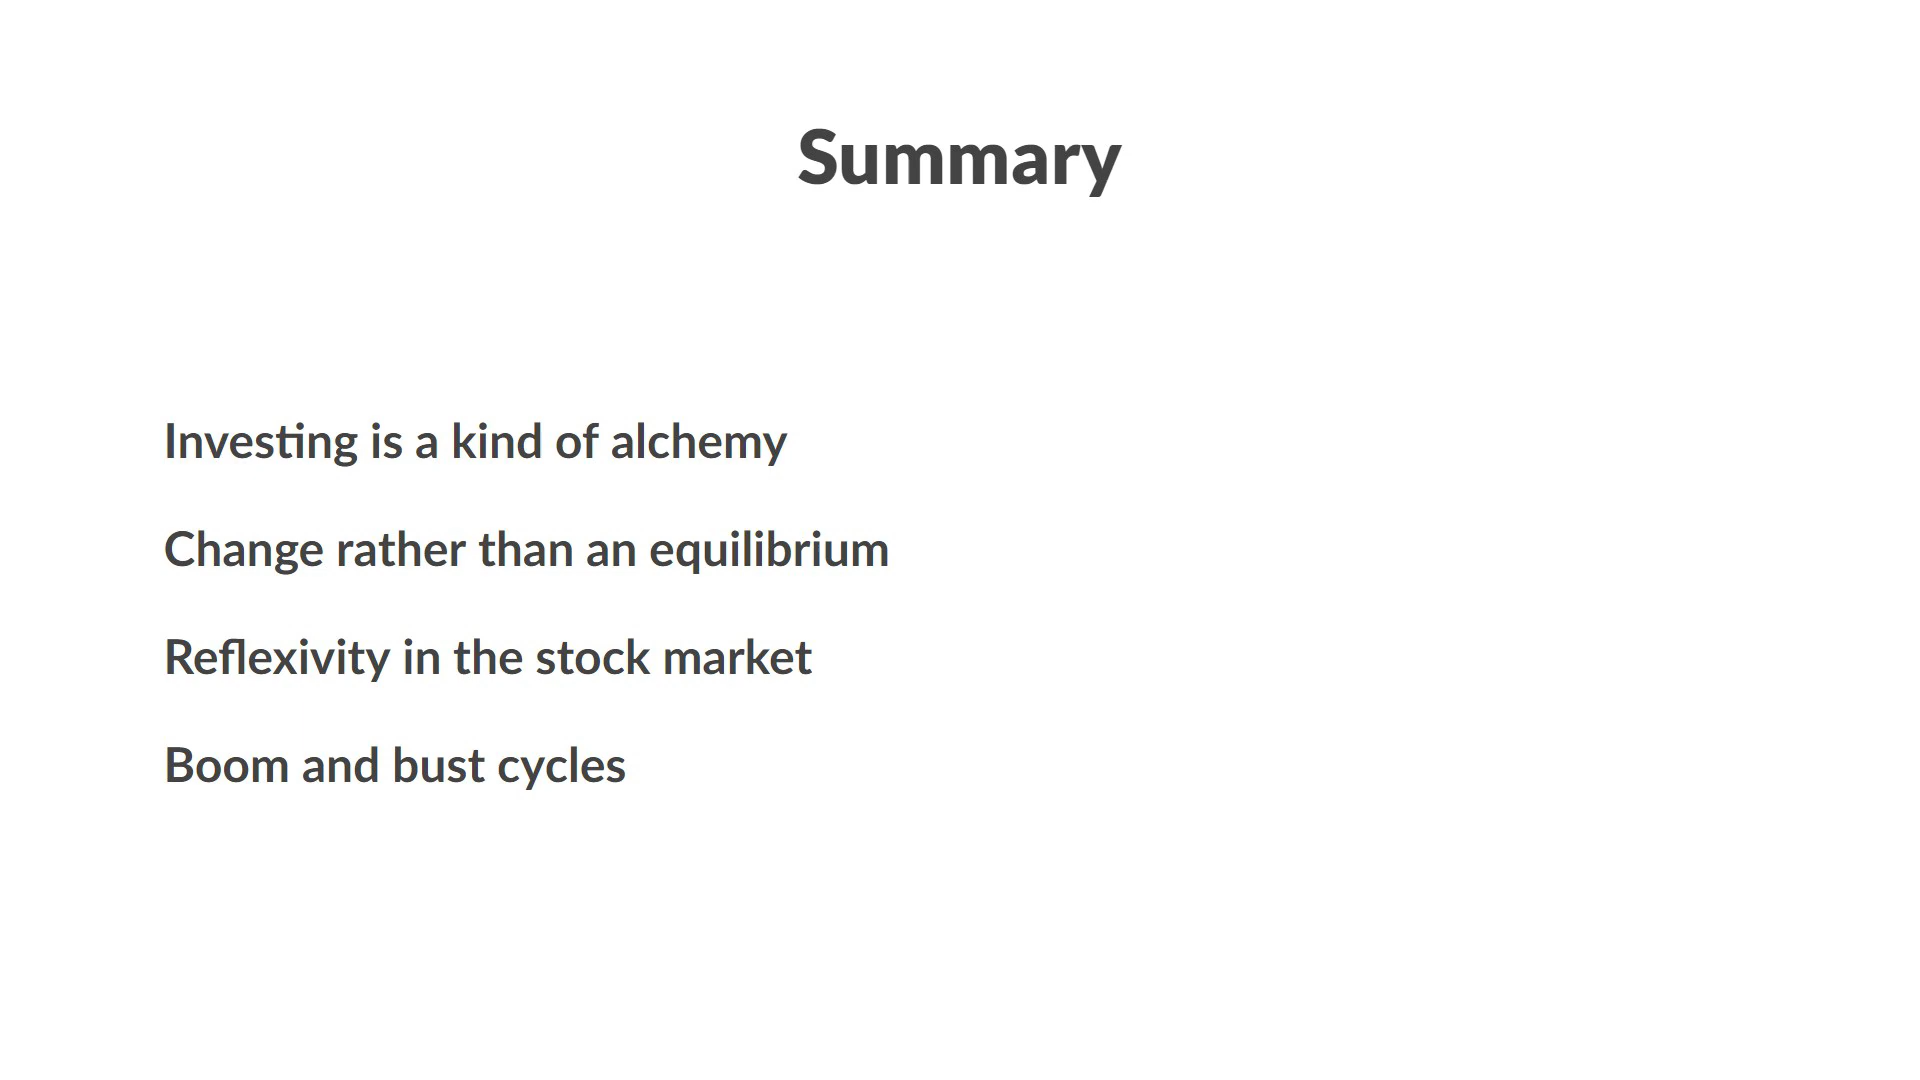 Summary
Investing is a kind of alchemy
Change rather than an equilibrium
Reflexivity in the stock market
Boom and bust cycles